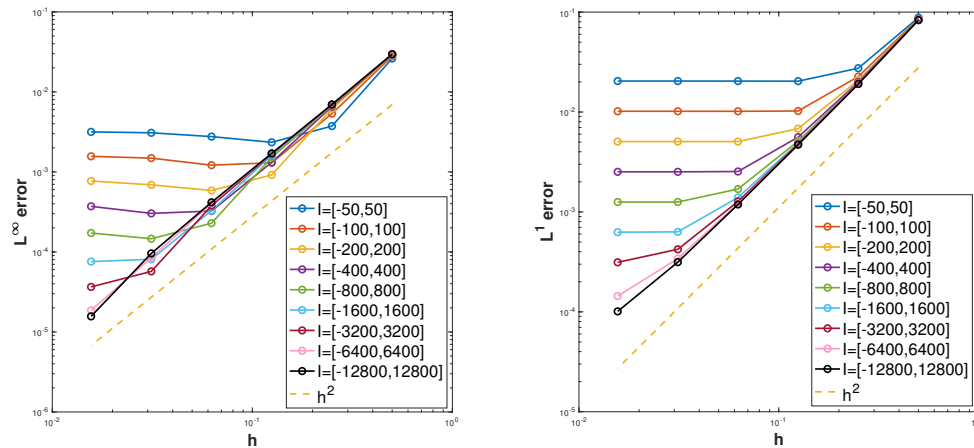 10^0
10^-1
10^-2
10^-3
10^-4
10^-5
10^-6
10^-2
10^-1
10^0
L^∞ error
h
I=[-50,50]
I=[-100,100]
I=[-200,200]
I=[-400,400]
I=[-800,800]
I=[-1600,1600]
I=[-3200,3200]
I=[-6400,6400]
I=[-12800,12800]
h^2
10^-1
10^-2
10^-3
10^-4
10^-5
10^-2
10^-1
10^0
L^1 error
h
I=[-50,50]
I=[-100,100]
I=[-200,200]
I=[-400,400]
I=[-800,800]
I=[-1600,1600]
I=[-3200,3200]
I=[-6400,6400]
I=[-12800,12800]
h^2